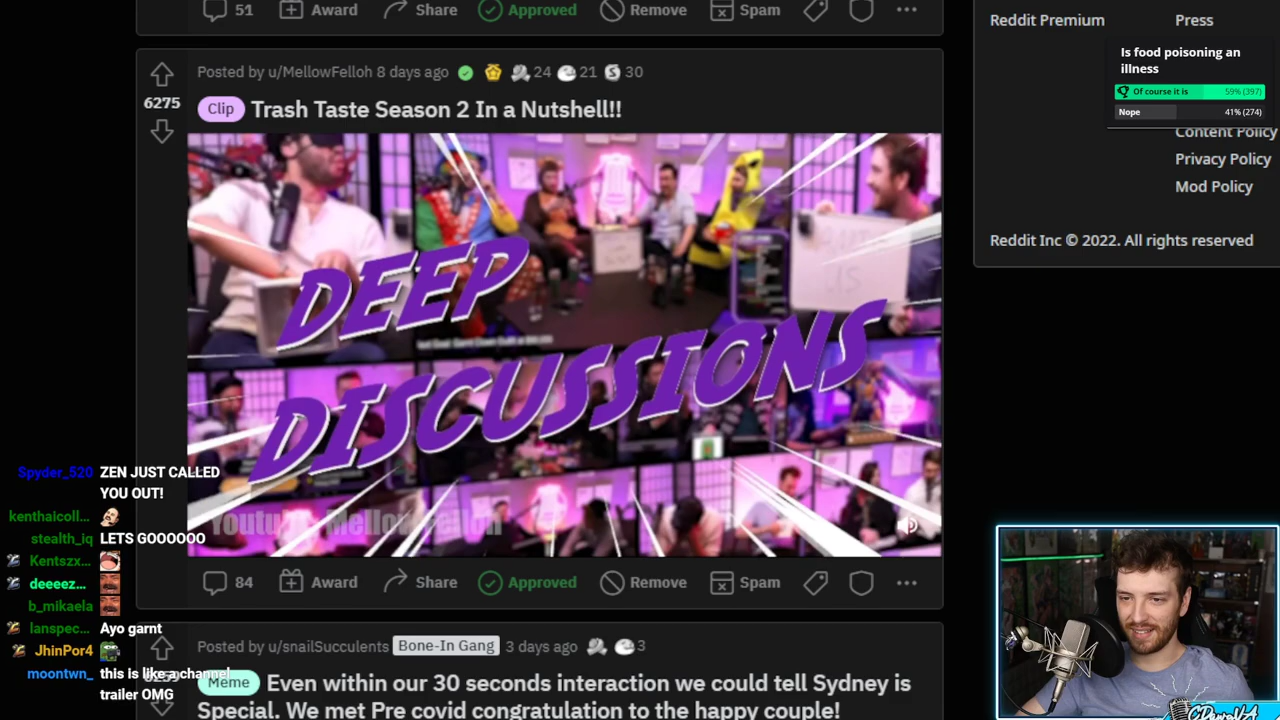 51
Award
Share
Approved
Remove
Spam
Reddit Premium
Press
Is food poisoning an
illness
Of course it is
59% (397)
Nope
41% (274)
Content Policy
Privacy Policy
Mod Policy
Reddit Inc © 2022. All rights reserved
Posted by u/MellowFelloh 8 days ago
24
21
S 30
6275
Clip
Trash Taste Season 2 In a Nutshell!!
DEEP
DISCUSSIONS
Spyder_520 ZEN JUST CALLED
YOU OUT!
kenthaicoll...
stealth_iq LETS GOOOOOO
Kentszx...
deeeez...
b_mikaela
lanspec... Ayo garnt
JhinPor4
moontwn_ this is like a channel
trailer OMG
84
Award
Share
Approved
Remove
Spam
Posted by u/snailSucculents Bone-In Gang 3 days ago
3
Meme
Even within our 30 seconds interaction we could tell Sydney is
Special. We met Pre covid congratulation to the happy couple!